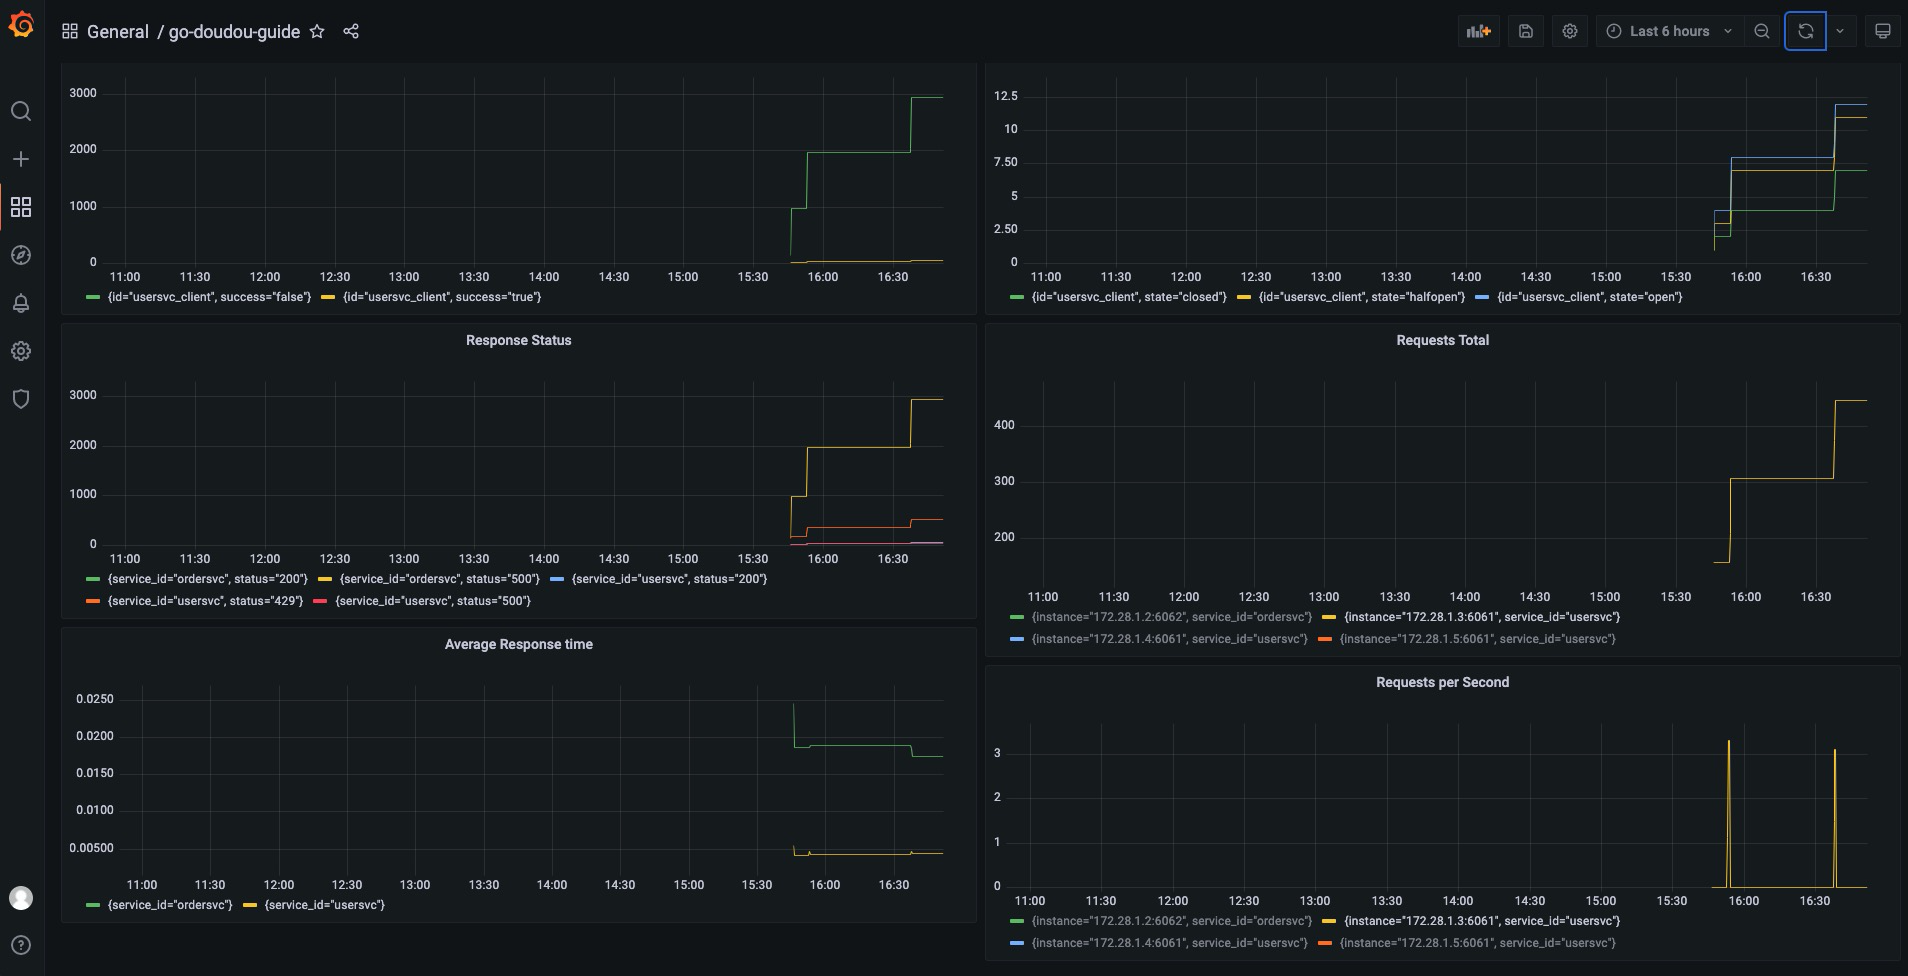 General / go-doudou-guide
Last 6 hours
3000
2000
1000
0
11:00 11:30 12:00 12:30 13:00 13:30 14:00 14:30 15:00 15:30 16:00 16:30
{id="usersvc_client", success="false"} {id="usersvc_client", success="true"}
12.5
10
7.50
5
2.50
0
11:00 11:30 12:00 12:30 13:00 13:30 14:00 14:30 15:00 15:30 16:00 16:30
{id="usersvc_client", state="closed"} {id="usersvc_client", state="halfopen"} {id="usersvc_client", state="open"}
Response Status
3000
2000
1000
0
11:00 11:30 12:00 12:30 13:00 13:30 14:00 14:30 15:00 15:30 16:00 16:30
{service_id="ordersvc", status="200"} {service_id="ordersvc", status="500"} {service_id="usersvc", status="200"}
{service_id="usersvc", status="429"} {service_id="usersvc", status="500"}
Requests Total
400
300
200
11:00 11:30 12:00 12:30 13:00 13:30 14:00 14:30 15:00 15:30 16:00 16:30
{instance="172.28.1.2:6062", service_id="ordersvc"} {instance="172.28.1.3:6061", service_id="usersvc"}
{instance="172.28.1.4:6061", service_id="usersvc"} {instance="172.28.1.5:6061", service_id="usersvc"}
Average Response time
0.0250
0.0200
0.0150
0.0100
0.00500
11:00 11:30 12:00 12:30 13:00 13:30 14:00 14:30 15:00 15:30 16:00 16:30
{service_id="ordersvc"} {service_id="usersvc"}
Requests per Second
3
2
1
0
11:00 11:30 12:00 12:30 13:00 13:30 14:00 14:30 15:00 15:30 16:00 16:30
{instance="172.28.1.2:6062", service_id="ordersvc"} {instance="172.28.1.3:6061", service_id="usersvc"}
{instance="172.28.1.4:6061", service_id="usersvc"} {instance="172.28.1.5:6061", service_id="usersvc"}